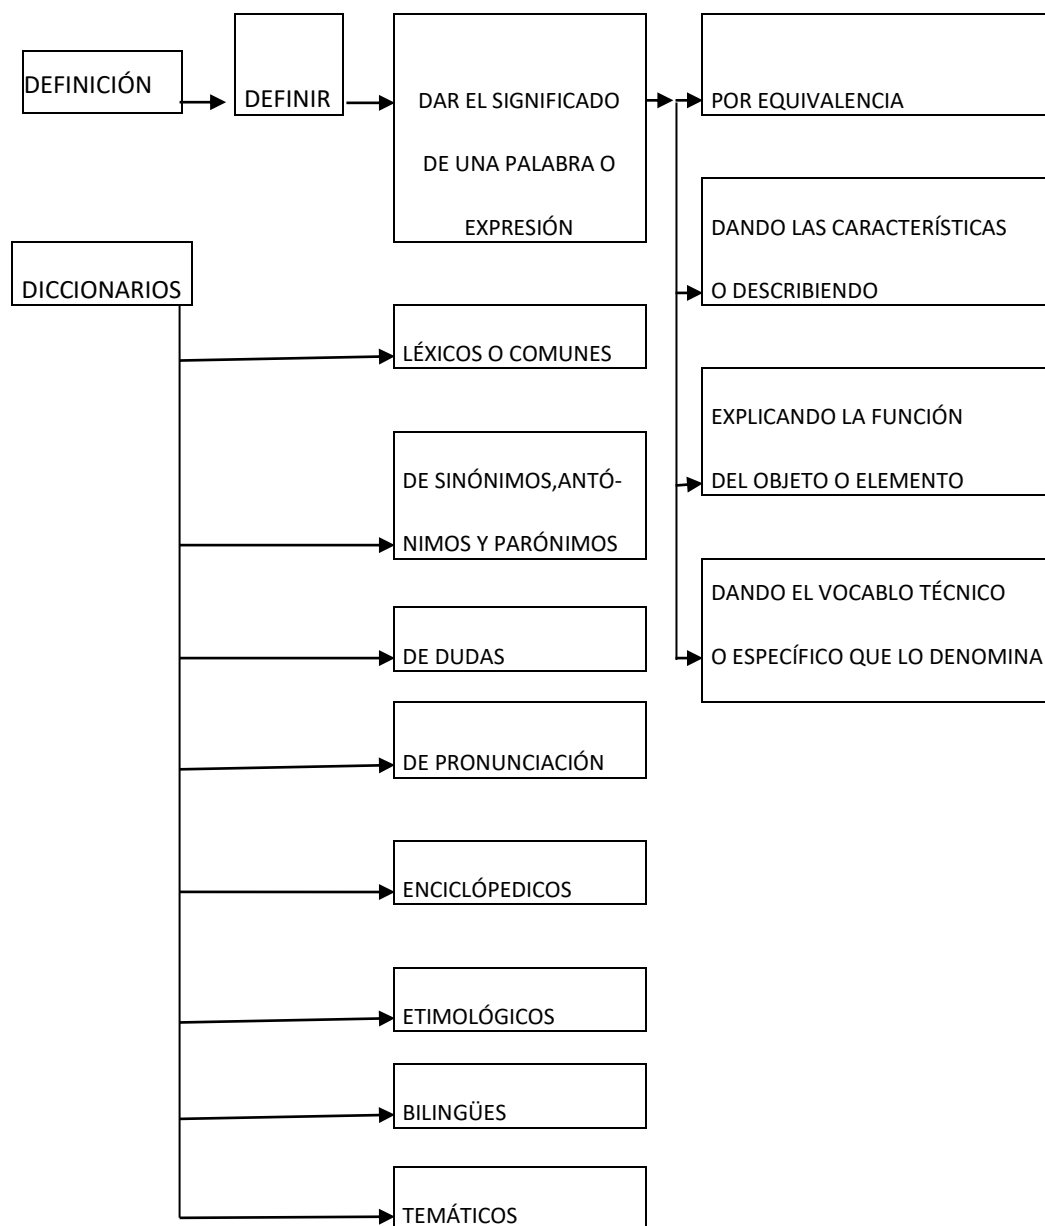 DEFINICIÓN
DEFINIR
DAR EL SIGNIFICADO
DE UNA PALABRA O
EXPRESIÓN
POR EQUIVALENCIA
DANDO LAS CARACTERÍSTICAS
O DESCRIBIENDO
EXPLICANDO LA FUNCIÓN
DEL OBJETO O ELEMENTO
DANDO EL VOCABLO TÉCNICO
O ESPECÍFICO QUE LO DENOMINA
DICCIONARIOS
LÉXICOS O COMUNES
DE SINÓNIMOS,ANTÓ-
NIMOS Y PARÓNIMOS
DE DUDAS
DE PRONUNCIACIÓN
ENCICLÓPEDICOS
ETIMOLÓGICOS
BILINGÜES
TEMÁTICOS